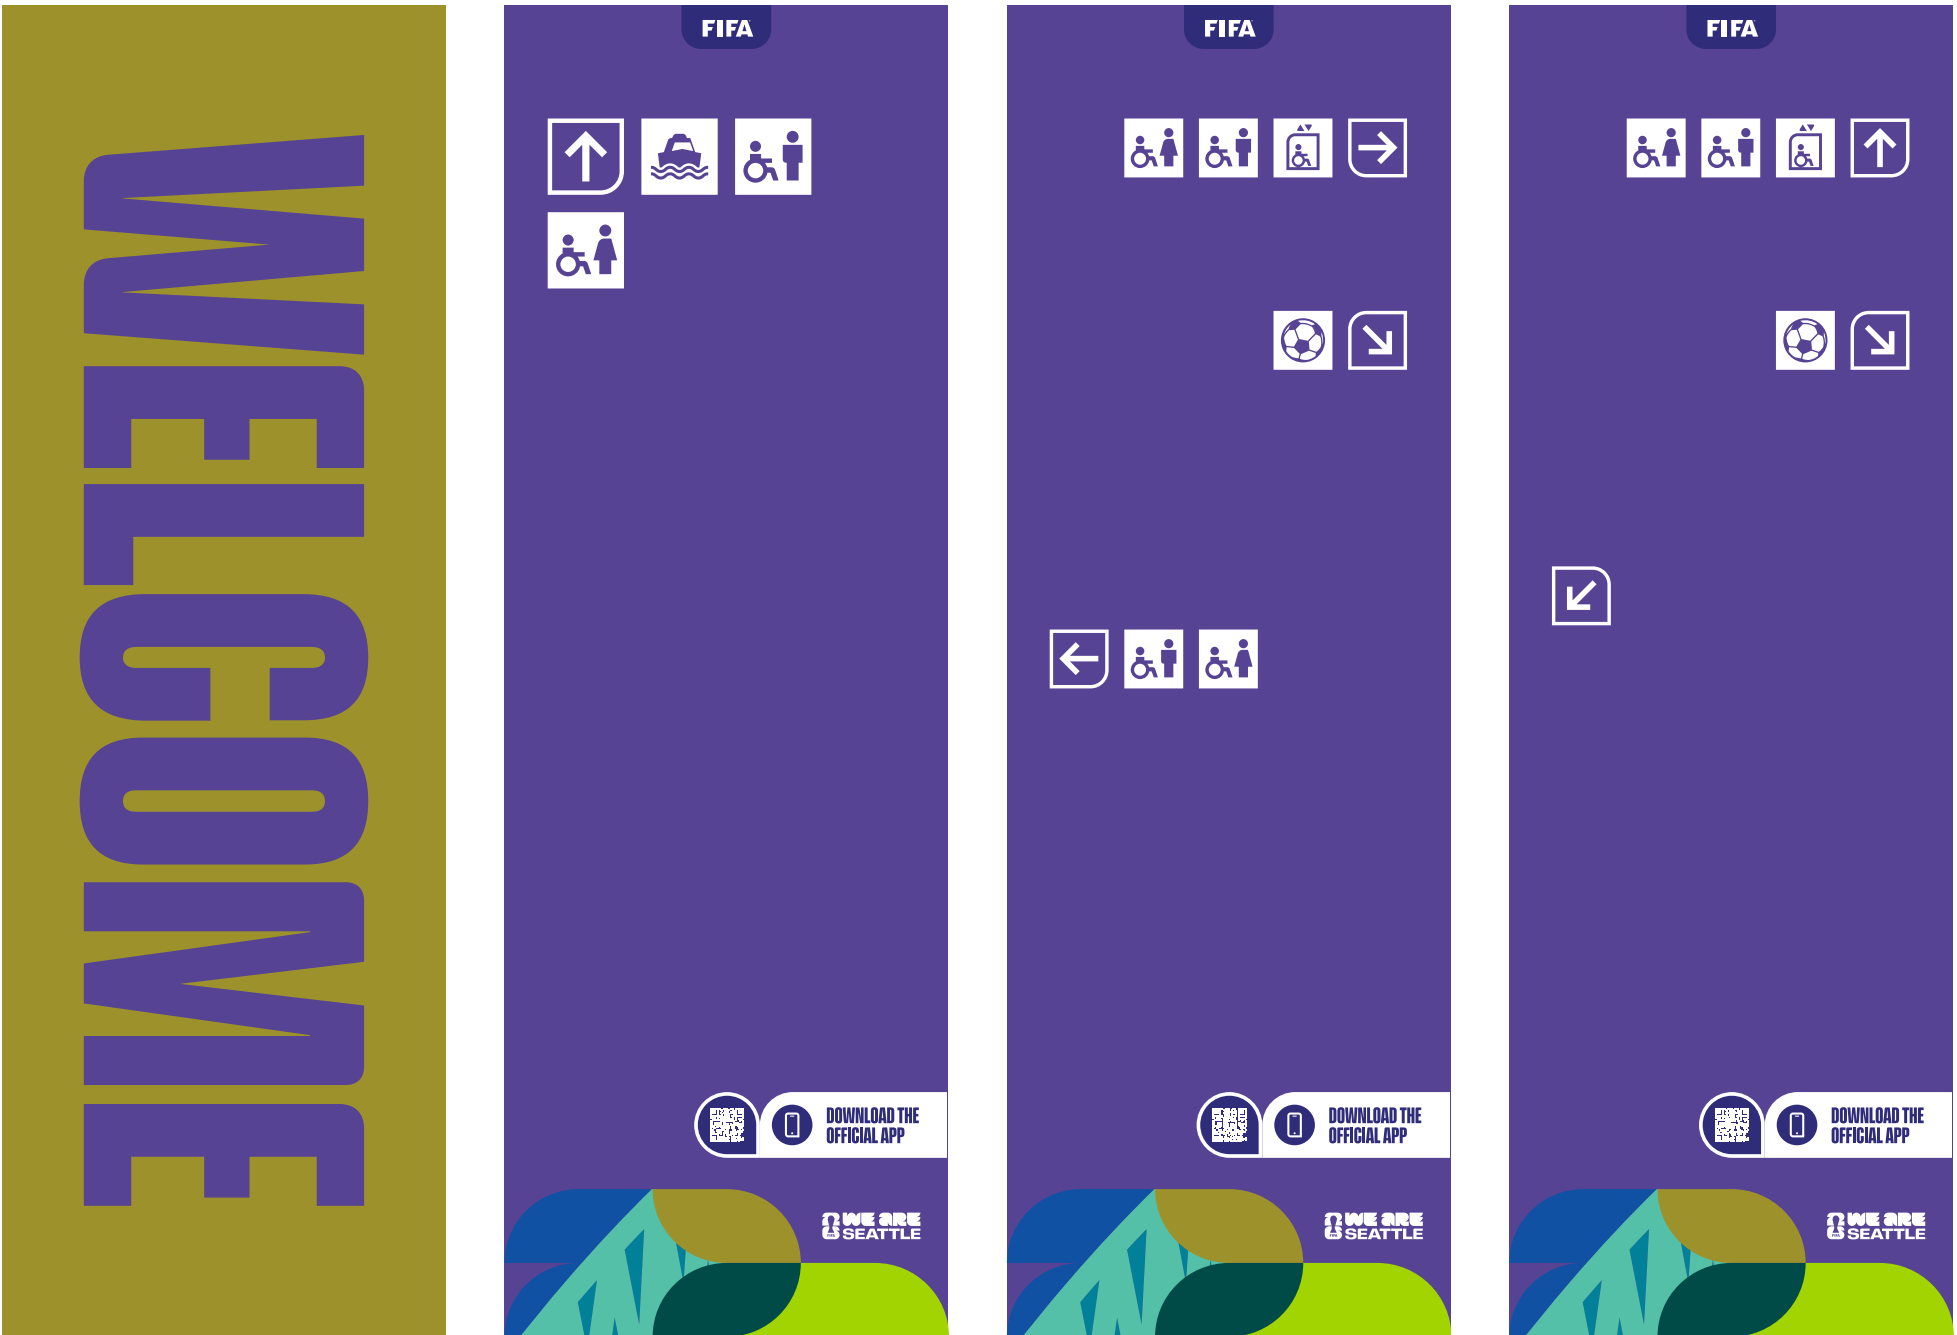 WELCOME
FIFA
DOWNLOAD THE
OFFICIAL APP
WE ARE
SEATTLE
FIFA
DOWNLOAD THE
OFFICIAL APP
WE ARE
SEATTLE
FIFA
DOWNLOAD THE
OFFICIAL APP
WE ARE
SEATTLE